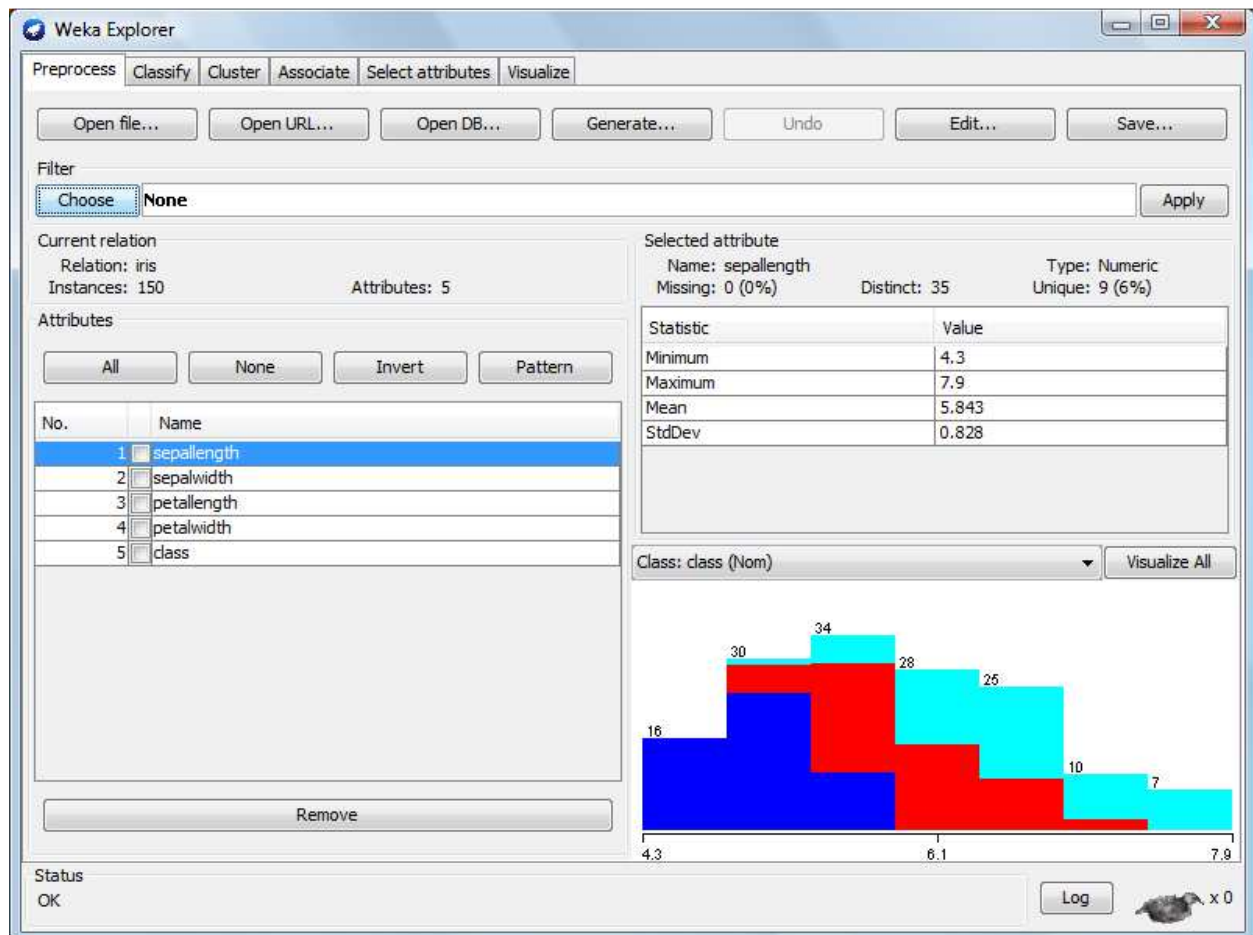 Weka Explorer
Preprocess Classify Cluster Associate Select attributes Visualize
Open file... Open URL... Open DB... Generate... Undo Edit... Save...
Filter
Choose None Apply
Current relation
Relation: iris
Instances: 150 Attributes: 5
Attributes
All None Invert Pattern
No. Name
1 sepallength
2 sepalwidth
3 petallength
4 petalwidth
5 class
Remove
Selected attribute
Name: sepallength Type: Numeric
Missing: 0 (0%) Distinct: 35 Unique: 9 (6%)
Statistic Value
Minimum 4.3
Maximum 7.9
Mean 5.843
StdDev 0.828
Class: class (Nom) Visualize All
16 30 34 28 25 10 7
4.3 6.1 7.9
Status
OK
Log x 0